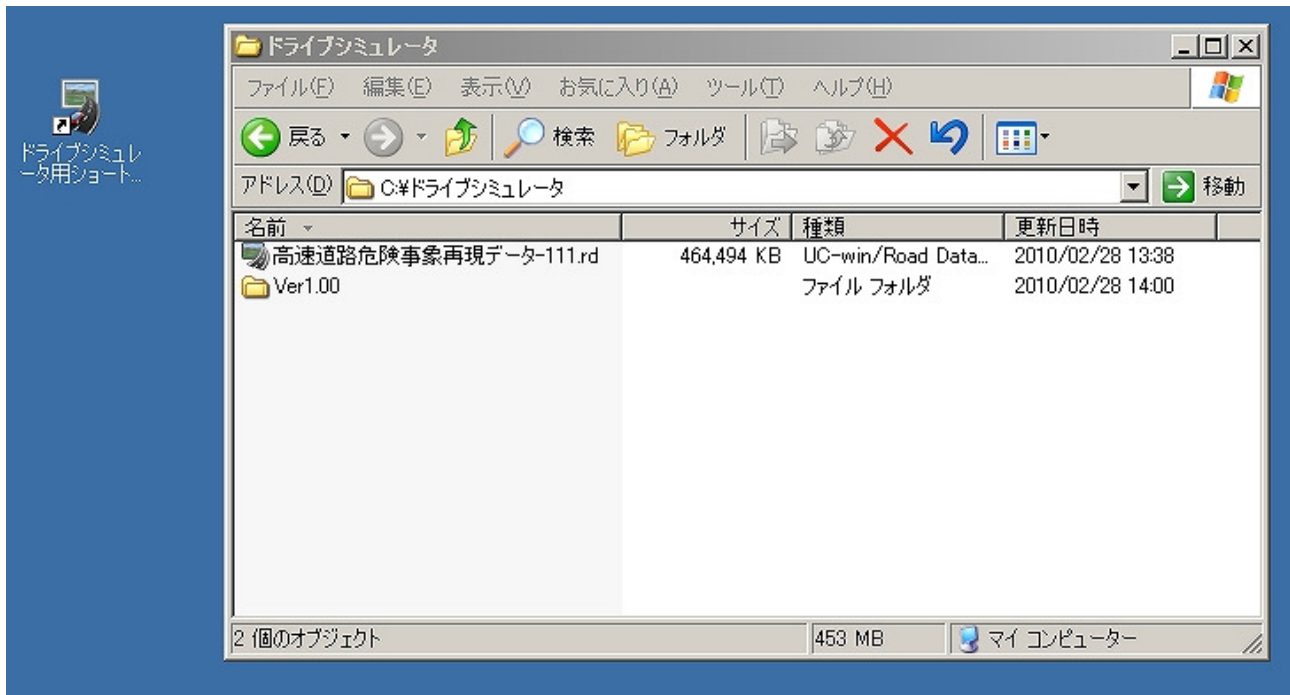 ドライブシミュレ
ータ用ショート...
ドライブシミュレータ
ファイル(F) 編集(E) 表示(V) お気に入り(A) ツール(T) ヘルプ(H)
戻る 検索 フォルダ
アドレス(D) C:¥ドライブシミュレータ 移動
名前 サイズ 種類 更新日時
高速道路危険事象再現データ-111.rd 464,494 KB UC-win/Road Data... 2010/02/28 13:38
Ver1.00 ファイル フォルダ 2010/02/28 14:00
2 個のオブジェクト 453 MB マイ コンピューター